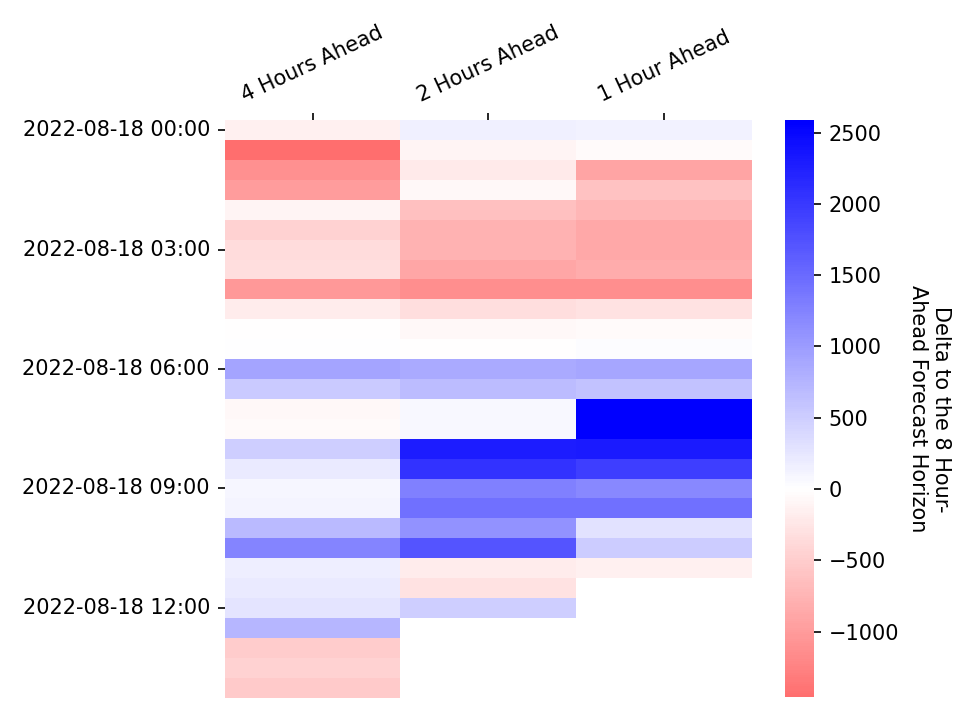 4 Hours Ahead
2 Hours Ahead
1 Hour Ahead
2022-08-18 00:00
2022-08-18 03:00
2022-08-18 06:00
2022-08-18 09:00
2022-08-18 12:00
2500
2000
1500
1000
500
0
−500
−1000
Delta to the 8 Hour-
Ahead Forecast Horizon